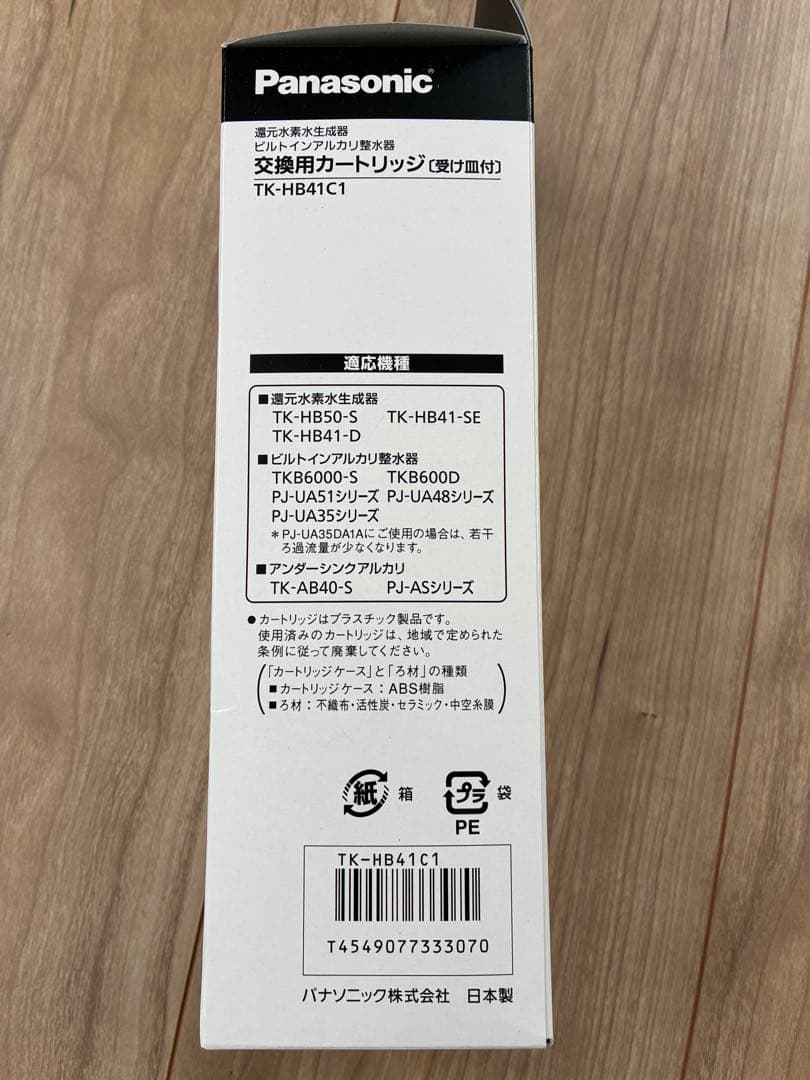 Panasonic®
還元水素水生成器
ビルトインアルカリ整水器
交換用カートリッジ〔受け皿付〕
TK-HB41C1
適応機種
■還元水素水生成器
TK-HB50-S TK-HB41-SE
TK-HB41-D
■ビルトインアルカリ整水器
TKB6000-S TKB600D
PJ-UA51シリーズ PJ-UA48シリーズ
PJ-UA35シリーズ
＊PJ-UA35DA1Aにご使用の場合は、若干
ろ過流量が少なくなります。
■アンダーシンクアルカリ
TK-AB40-S PJ-ASシリーズ
●カートリッジはプラスチック製品です。
使用済みのカートリッジは、地域で定められた
条例に従って廃棄してください。
「カートリッジケース」と「ろ材」の種類
■カートリッジケース：ABS樹脂
■ろ材：不織布・活性炭・セラミック・中空糸膜
紙 箱 プラ 袋
PE
TK-HB41C1
T4549077333070
パナソニック株式会社 日本製